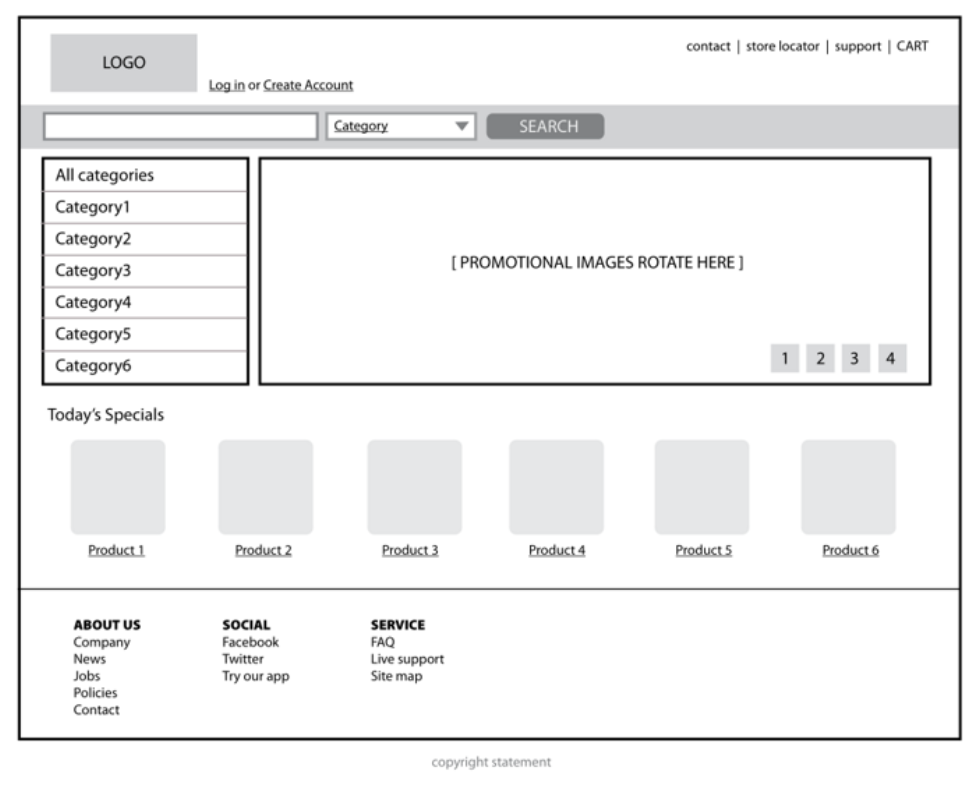 LOGO
contact | store locator | support | CART
Log in or Create Account
Category
SEARCH
All categories
Category1
Category2
Category3
Category4
Category5
Category6
[ PROMOTIONAL IMAGES ROTATE HERE ]
1 2 3 4
Today’s Specials
Product 1 Product 2 Product 3 Product 4 Product 5 Product 6
ABOUT US
Company
News
Jobs
Policies
Contact
SOCIAL
Facebook
Twitter
Try our app
SERVICE
FAQ
Live support
Site map
copyright statement